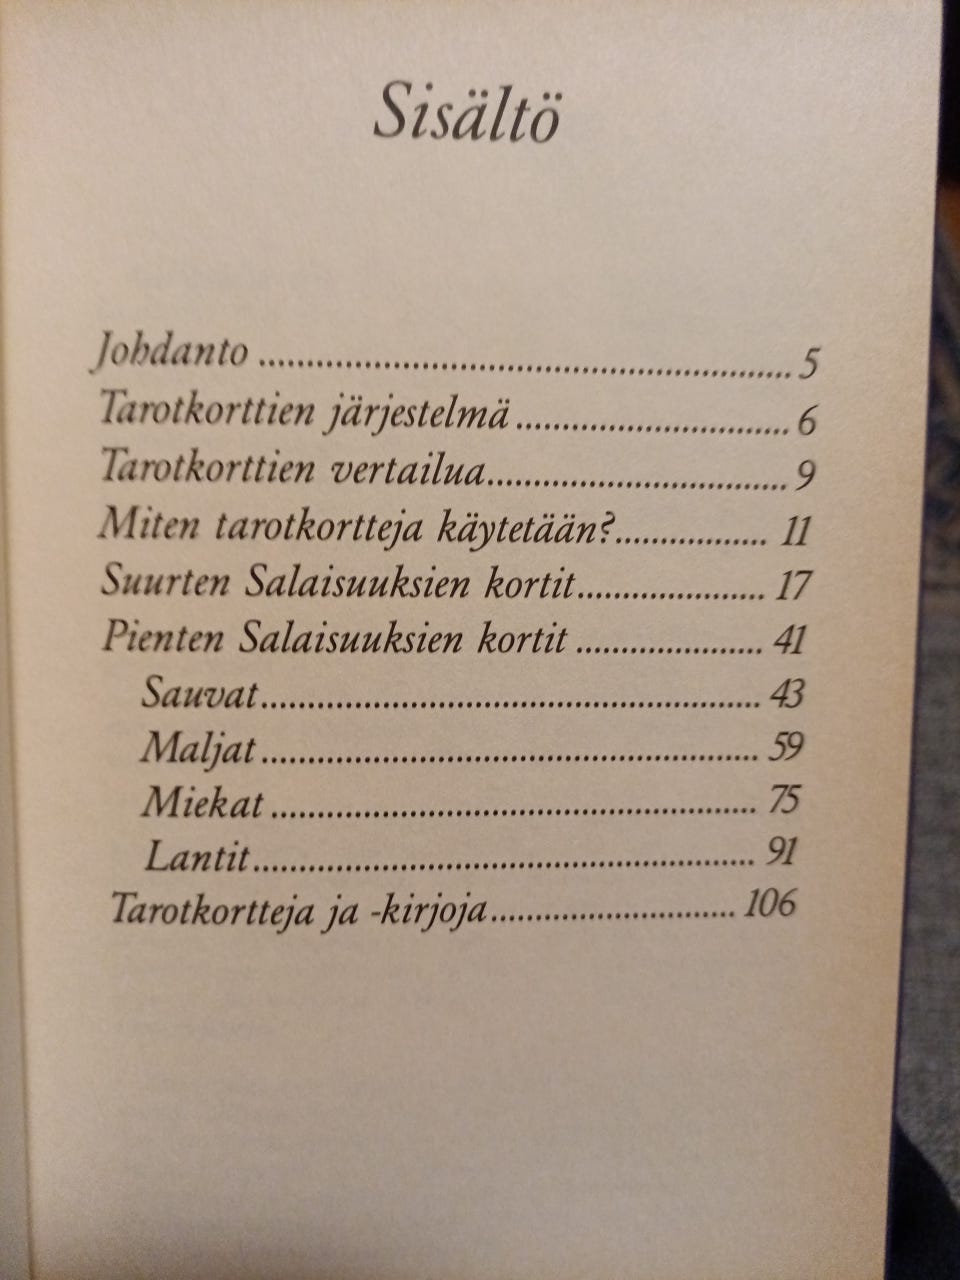 Sisältö
Johdanto ........................................................ 5
Tarotkorttien järjestelmä ............................. 6
Tarotkorttien vertailua................................ 9
Miten tarotkortteja käytetään?................ 11
Suurten Salaisuuksien kortit.................... 17
Pienten Salaisuuksien kortit .................... 41
Sauvat..................................................... 43
Maljat ..................................................... 59
Miekat .................................................... 75
Lantit...................................................... 91
Tarotkortteja ja -kirjoja........................... 106